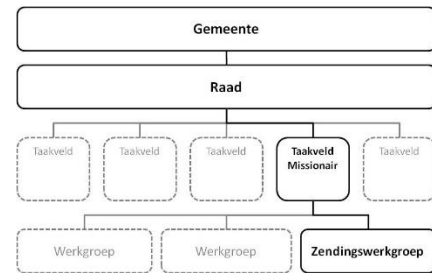 Gemeente
Raad
Taakveld
Taakveld
Taakveld
Taakveld
Missionair
Taakveld
Werkgroep
Werkgroep
Zendingswerkgroep